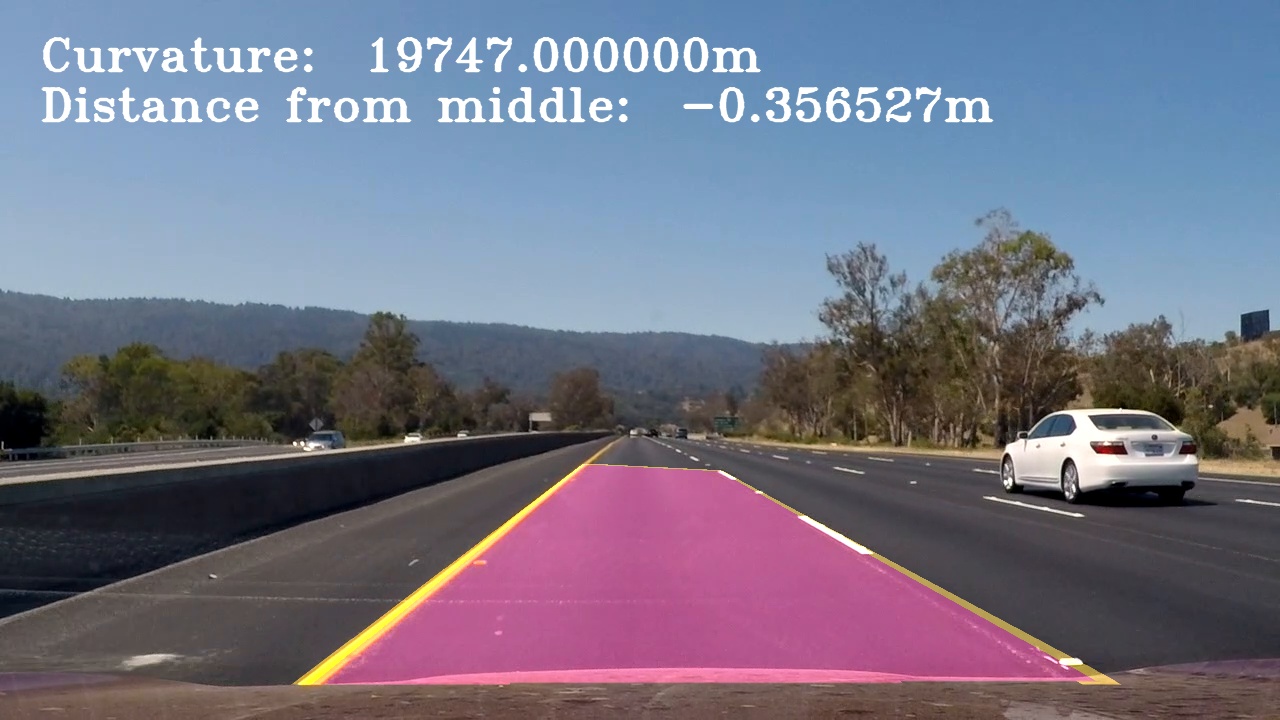 Curvature: 19747.000000m
Distance from middle: -0.356527m